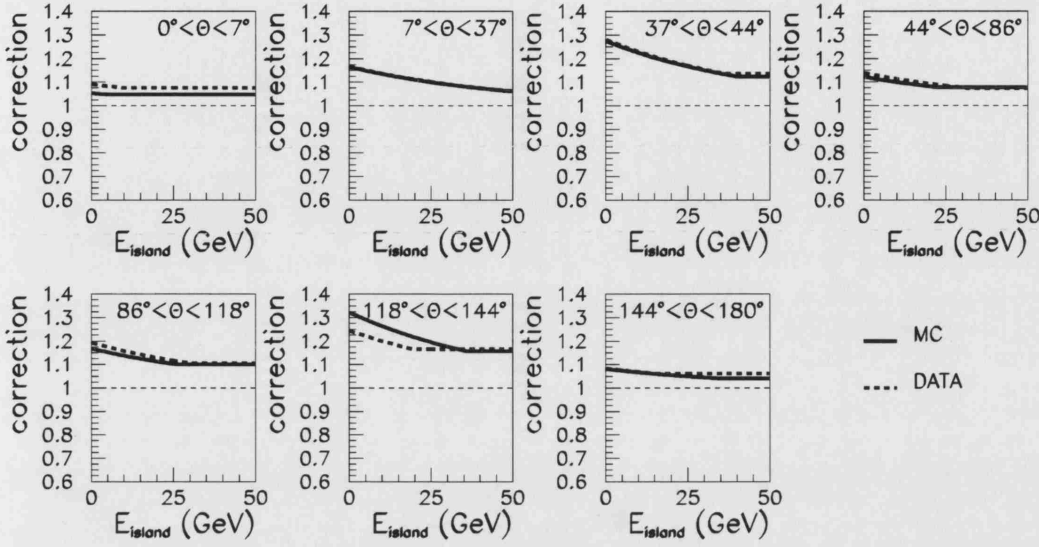 correction
1.4
1.3
1.2
1.1
1
0.9
0.8
0.7
0.6
0°<Θ<7°
0 25 50
E_island (GeV)
correction
1.4
1.3
1.2
1.1
1
0.9
0.8
0.7
0.6
7°<Θ<37°
0 25 50
E_island (GeV)
correction
1.4
1.3
1.2
1.1
1
0.9
0.8
0.7
0.6
37°<Θ<44°
0 25 50
E_island (GeV)
correction
1.4
1.3
1.2
1.1
1
0.9
0.8
0.7
0.6
44°<Θ<86°
0 25 50
E_island (GeV)
correction
1.4
1.3
1.2
1.1
1
0.9
0.8
0.7
0.6
86°<Θ<118°
0 25 50
E_island (GeV)
correction
1.4
1.3
1.2
1.1
1
0.9
0.8
0.7
0.6
118°<Θ<144°
0 25 50
E_island (GeV)
correction
1.4
1.3
1.2
1.1
1
0.9
0.8
0.7
0.6
144°<Θ<180°
0 25 50
E_island (GeV)
MC
DATA